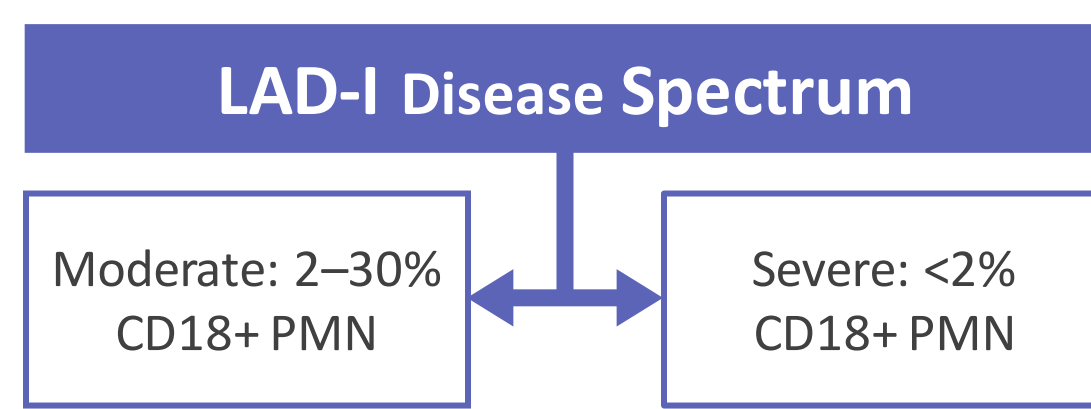 LAD-I Disease Spectrum
Moderate: 2–30%
CD18+ PMN
Severe: <2%
CD18+ PMN